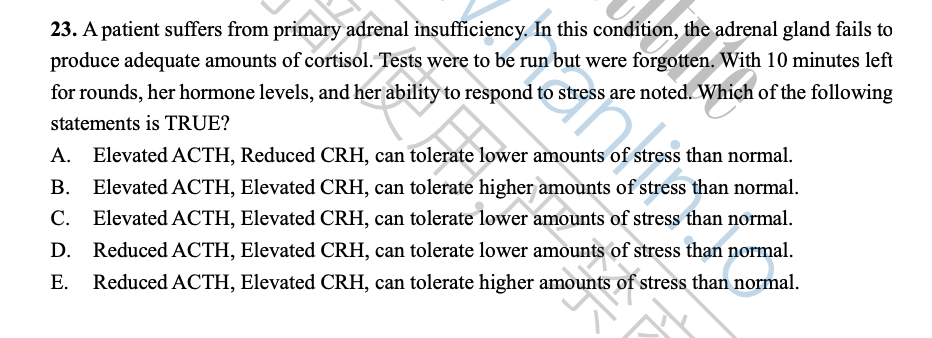 23. A patient suffers from primary adrenal insufficiency. In this condition, the adrenal gland fails to
produce adequate amounts of cortisol. Tests were to be run but were forgotten. With 10 minutes left
for rounds, her hormone levels, and her ability to respond to stress are noted. Which of the following
statements is TRUE?
A. Elevated ACTH, Reduced CRH, can tolerate lower amounts of stress than normal.
B. Elevated ACTH, Elevated CRH, can tolerate higher amounts of stress than normal.
C. Elevated ACTH, Elevated CRH, can tolerate lower amounts of stress than normal.
D. Reduced ACTH, Elevated CRH, can tolerate lower amounts of stress than normal.
E. Reduced ACTH, Elevated CRH, can tolerate higher amounts of stress than normal.
.hanlin.io
使用
严禁